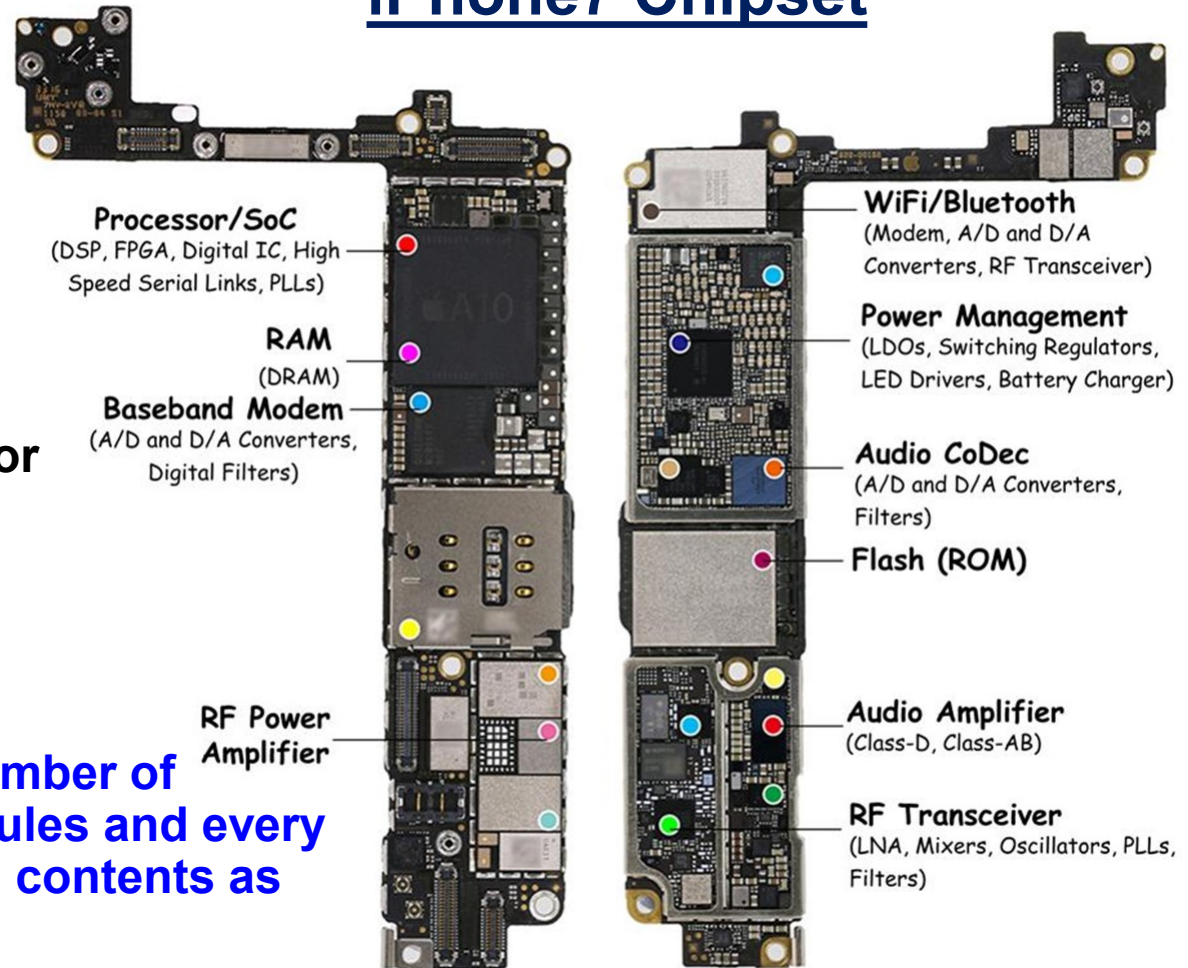 iPhone7 Chipset
Processor/SoC
(DSP, FPGA, Digital IC, High
Speed Serial Links, PLLs)
RAM
(DRAM)
Baseband Modem
(A/D and D/A Converters,
Digital Filters)
or
RF Power
Amplifier
mber of
ules and every
contents as
A10
WiFi/Bluetooth
(Modem, A/D and D/A
Converters, RF Transceiver)
Power Management
(LDOs, Switching Regulators,
LED Drivers, Battery Charger)
Audio CoDec
(A/D and D/A Converters,
Filters)
Flash (ROM)
Audio Amplifier
(Class-D, Class-AB)
RF Transceiver
(LNA, Mixers, Oscillators, PLLs,
Filters)